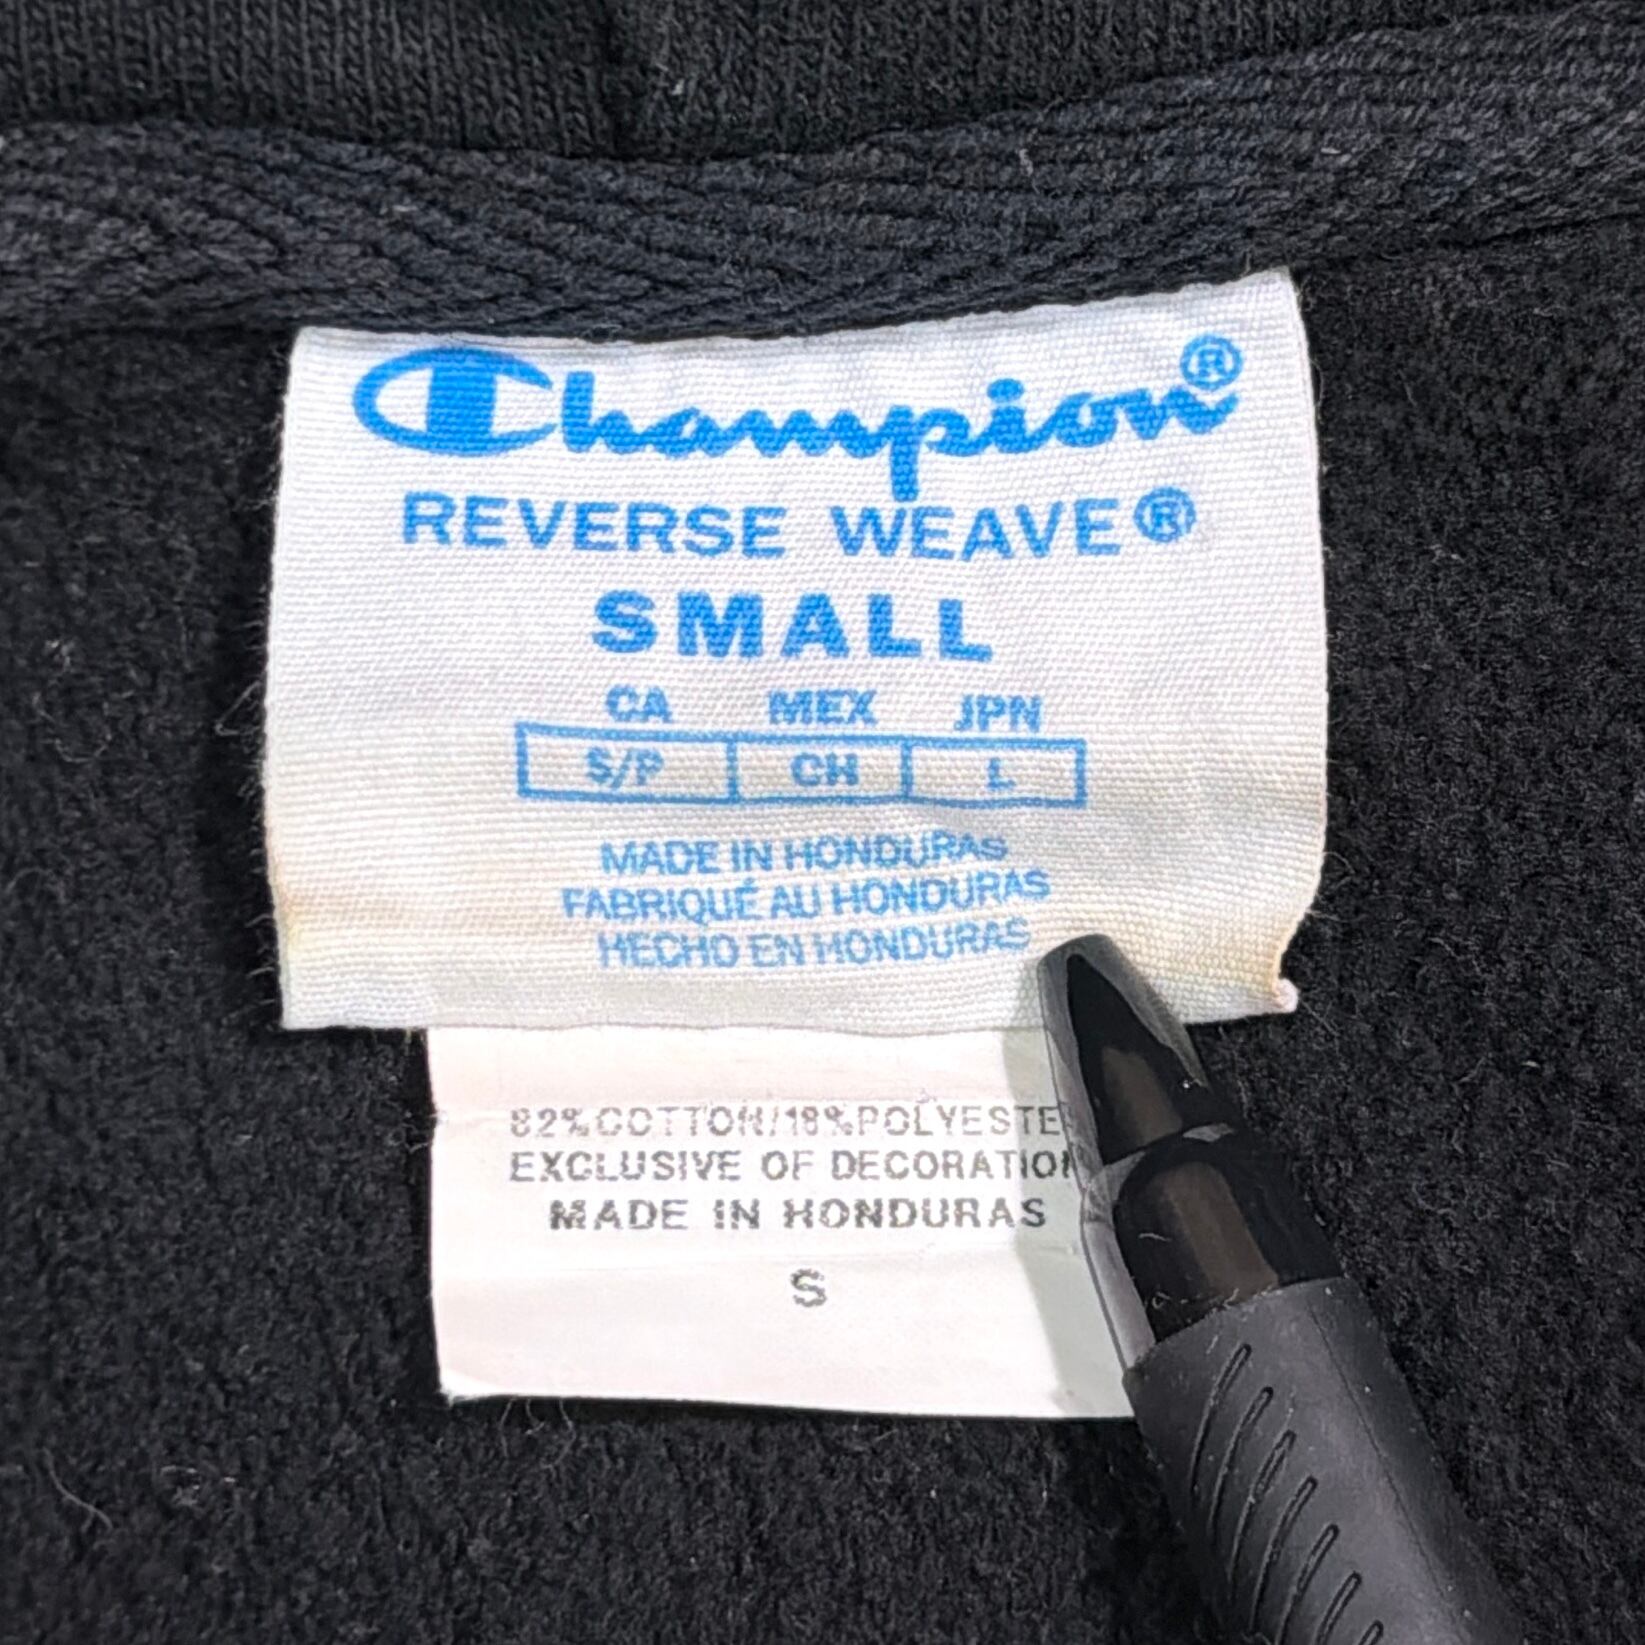 Champion®
REVERSE WEAVE®
SMALL
CA MEX JPN
S/P CH L
MADE IN HONDURAS
FABRIQUÉ AU HONDURAS
HECHO EN HONDURAS
82%COTTON/18%POLYESTE
EXCLUSIVE OF DECORATION
MADE IN HONDURAS
S